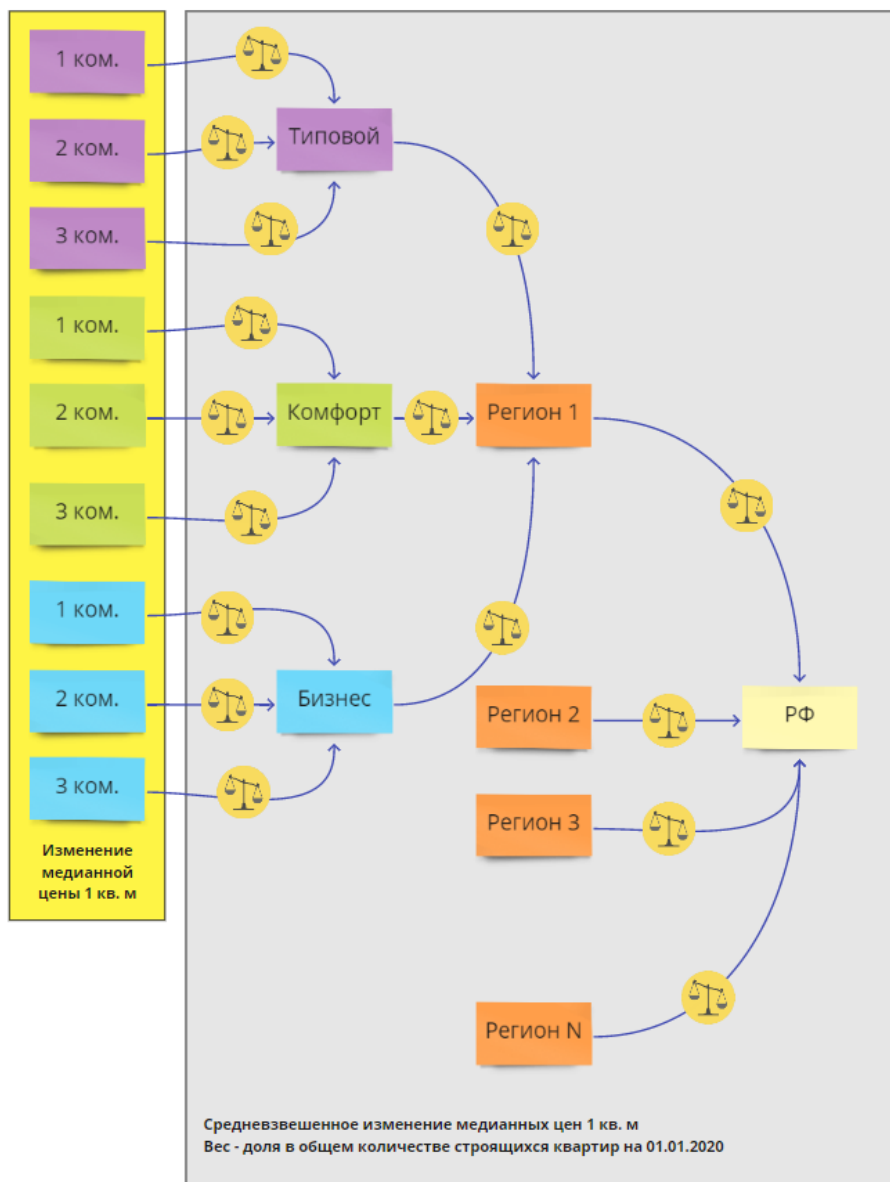 1 ком.
2 ком.
3 ком.
Типовой
1 ком.
2 ком.
3 ком.
Комфорт
Регион 1
1 ком.
2 ком.
3 ком.
Бизнес
Регион 2
Регион 3
Регион N
РФ
Изменение
медианной
цены 1 кв. м
Средневзвешенное изменение медианных цен 1 кв. м
Вес - доля в общем количестве строящихся квартир на 01.01.2020